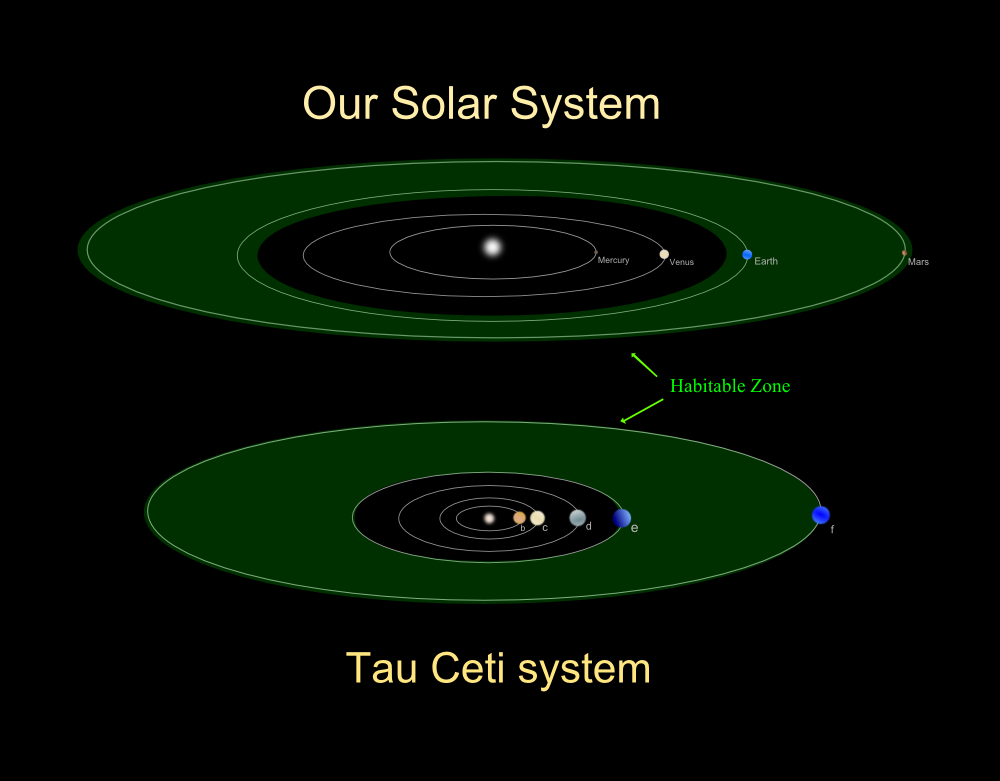 Our Solar System
Mercury
Venus
Earth
Mars
Habitable Zone
b
c
d
e
f
Tau Ceti system